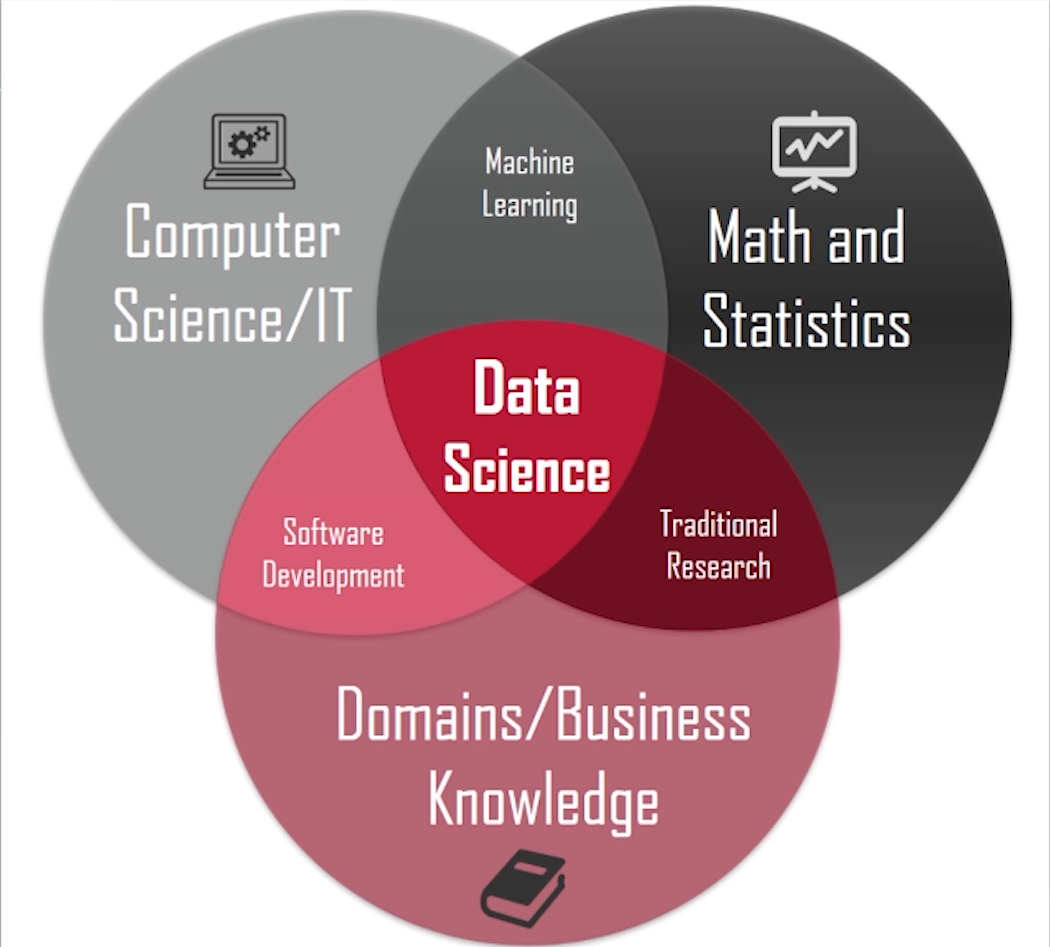 Machine
Learning
Computer
Science/IT
Math and
Statistics
Data
Science
Software
Development
Traditional
Research
Domains/Business
Knowledge